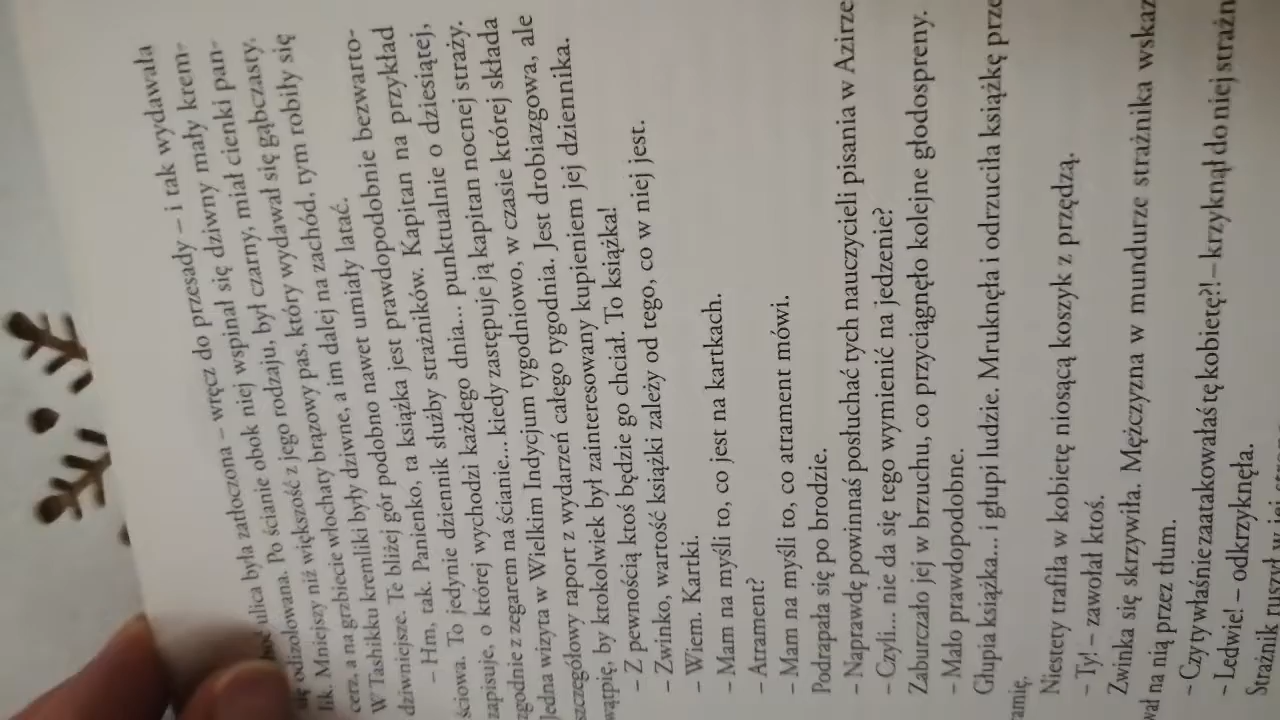 ulica była zatłoczona – wręcz do przesady – i tak wydawała
się odizolowana. Po ścianie obok niej wspinał się dziwny mały krem-
lik. Mniejszy niż większość z jego rodzaju, był czarny, miał cienki pan-
cerz, a na grzbiecie włochaty brązowy pas, który wydawał się gąbczasty.
W Tashikku kremliki były dziwne, a im dalej na zachód, tym robiły się
dziwniejsze. Te bliżej gór podobno nawet umiały latać.
– Hm, tak. Panienko, ta książka jest prawdopodobnie bezwarto-
ściowa. To jedynie dziennik służby strażników. Kapitan na przykład
zapisuje, o której wychodzi każdego dnia... punktualnie o dziesiątej,
zgodnie z zegarem na ścianie... kiedy zastępuje ją kapitan nocnej straży.
Jedna wizyta w Wielkim Indycjum tygodniowo, w czasie której składa
szczegółowy raport z wydarzeń całego tygodnia. Jest drobiazgowa, ale
wątpię, by ktokolwiek był zainteresowany kupieniem jej dziennika.
– Z pewnością ktoś będzie go chciał. To książka!
– Zwinko, wartość książki zależy od tego, co w niej jest.
– Wiem. Kartki.
– Mam na myśli to, co jest na kartkach.
– Atrament?
– Mam na myśli to, co atrament mówi.
Podrapała się po brodzie.
– Naprawdę powinnaś posłuchać tych nauczycieli pisania w Azirze
– Czyli... nie da się tego wymienić na jedzenie?
Zaburczało jej w brzuchu, co przyciągnęło kolejne głodospreny.
– Mało prawdopodobne.
Głupia książka... i głupi ludzie. Mruknęła i odrzuciła książkę prze
ramię.
Niestety trafiła w kobietę niosącą koszyk z przędzą.
– Ty! – zawołał ktoś.
Zwinka się skrzywiła. Mężczyzna w mundurze strażnika wskaz
wał na nią przez tłum.
– Czy ty właśnie zaatakowałaś tę kobietę?! – krzyknął do niej strażn
– Ledwie! – odkrzyknęła.
Strażnik ruszył w jej